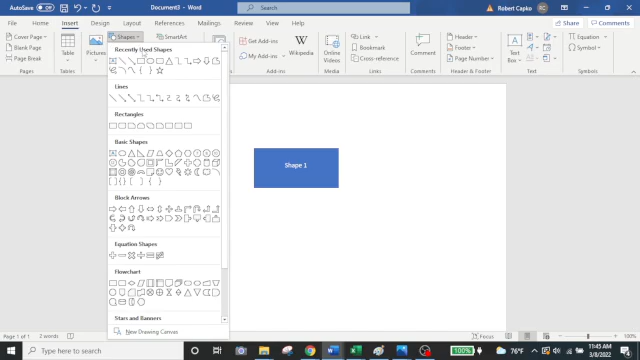 AutoSave Off Document3 - Word Search Robert Capko RC
File Home Insert Draw Design Layout References Mailings Review View Help Share Comments
Cover Page Shapes SmartArt Get Add-ins Link Header Equation
Blank Page Pictures Wikipedia Online Videos Bookmark Comment Footer Text Box Symbol
Page Break My Add-ins Cross-reference Page Number
Pages Add-ins Media Links Comments Header & Footer Text Symbols
Recently Used Shapes
Lines
Rectangles
Basic Shapes
Block Arrows
Equation Shapes
Flowchart
Stars and Banners
New Drawing Canvas
Shape 1
Page 1 of 1 2 words Focus 100%
Type here to search 100% 76°F 11:45 AM
3/8/2022